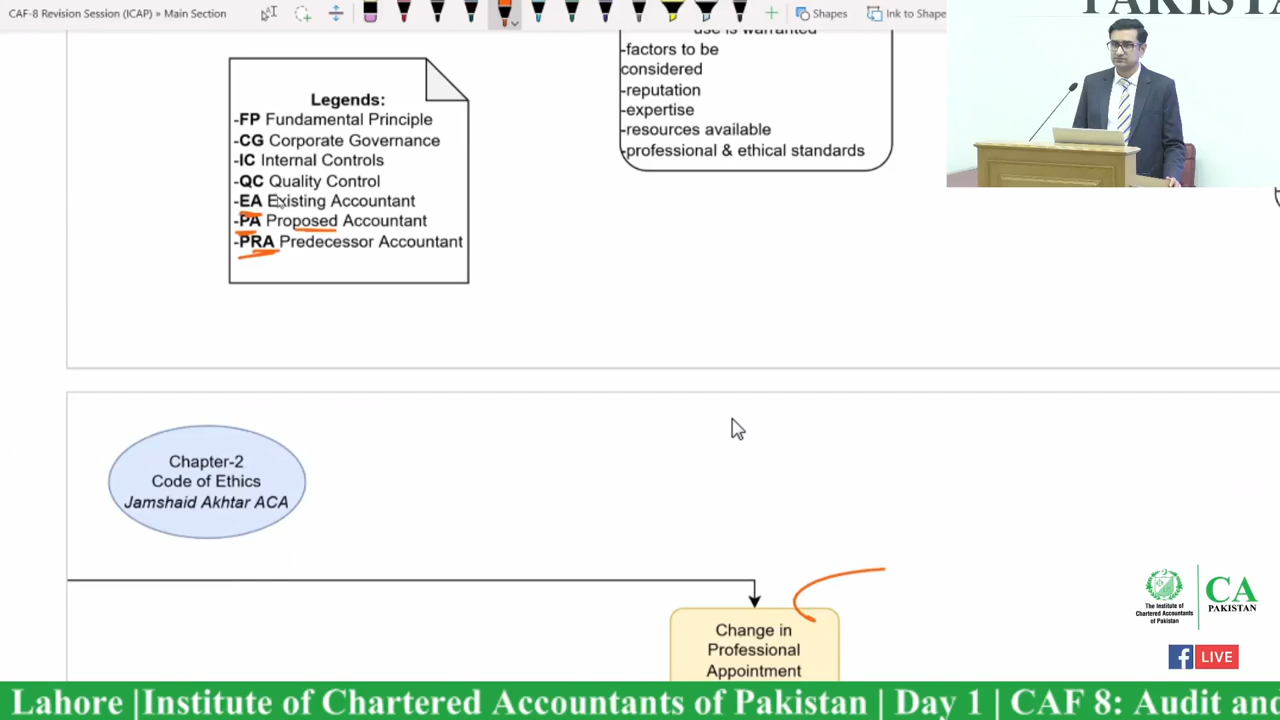 CAF-8 Revision Session (ICAP) » Main Section
Shapes
Ink to Shape
PAKISTA
use is warranted
-factors to be
considered
-reputation
-expertise
-resources available
-professional & ethical standards
Legends:
-FP Fundamental Principle
-CG Corporate Governance
-IC Internal Controls
-QC Quality Control
-EA Existing Accountant
-PA Proposed Accountant
-PRA Predecessor Accountant
Chapter-2
Code of Ethics
Jamshaid Akhtar ACA
Change in
Professional
Appointment
The Institute of
Chartered Accountants
of Pakistan
CA
PAKISTAN
f LIVE
Lahore |Institute of Chartered Accountants of Pakistan | Day 1 | CAF 8: Audit and